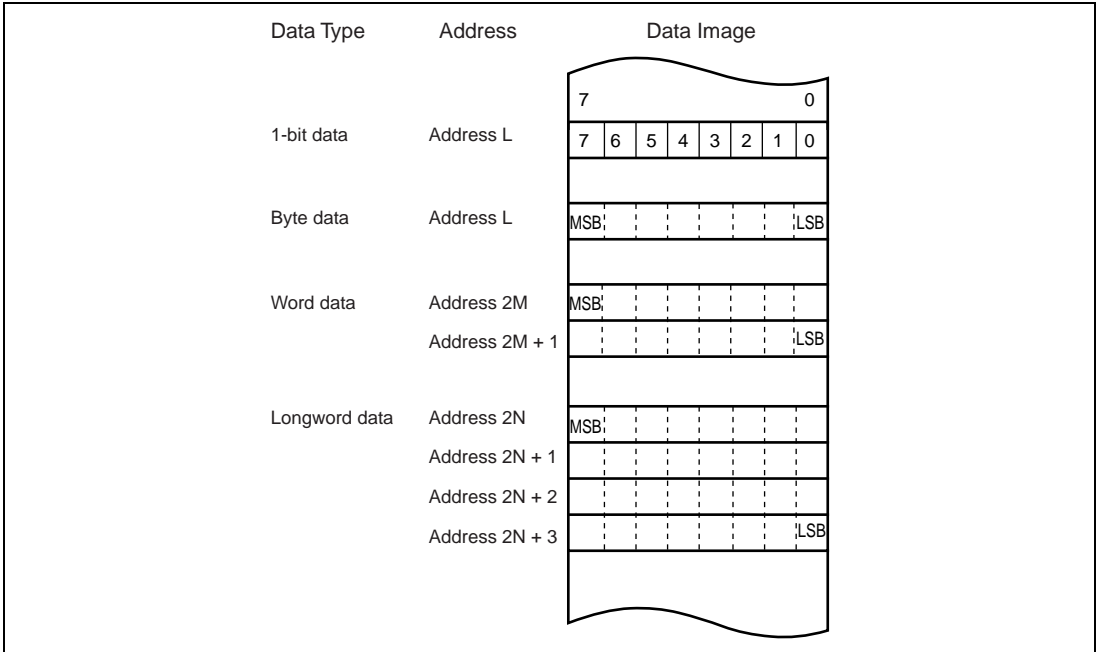 Data Type Address Data Image
7 0
1-bit data Address L 7 6 5 4 3 2 1 0
Byte data Address L MSB LSB
Word data Address 2M MSB
Address 2M + 1 LSB
Longword data Address 2N MSB
Address 2N + 1
Address 2N + 2
Address 2N + 3 LSB